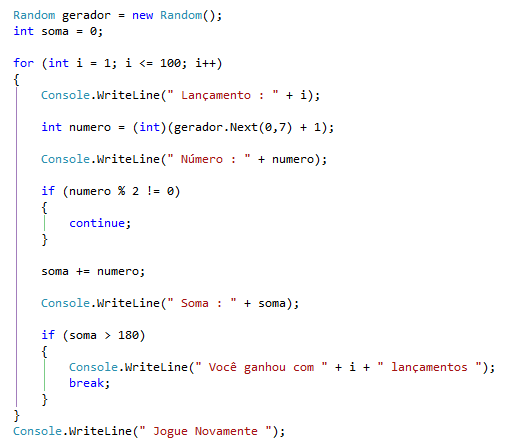 Random gerador = new Random();
int soma = 0;
for (int i = 1; i <= 100; i++)
{
Console.WriteLine(" Lançamento : " + i);
int numero = (int)(gerador.Next(0,7) + 1);
Console.WriteLine(" Número : " + numero);
if (numero % 2 != 0)
{
continue;
}
soma += numero;
Console.WriteLine(" Soma : " + soma);
if (soma > 180)
{
Console.WriteLine(" Você ganhou com " + i + " lançamentos ");
break;
}
}
Console.WriteLine(" Jogue Novamente ");